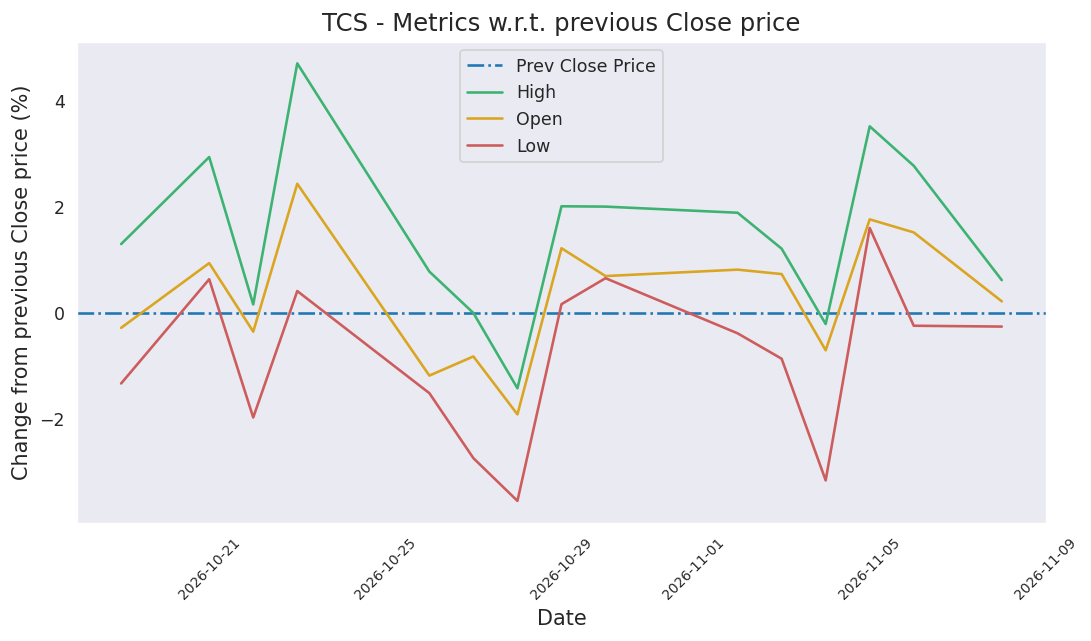 TCS - Metrics w.r.t. previous Close price
Prev Close Price
High
Open
Low
Change from previous Close price (%)
4
2
0
−2
2026-10-21
2026-10-25
2026-10-29
2026-11-01
2026-11-05
2026-11-09
Date